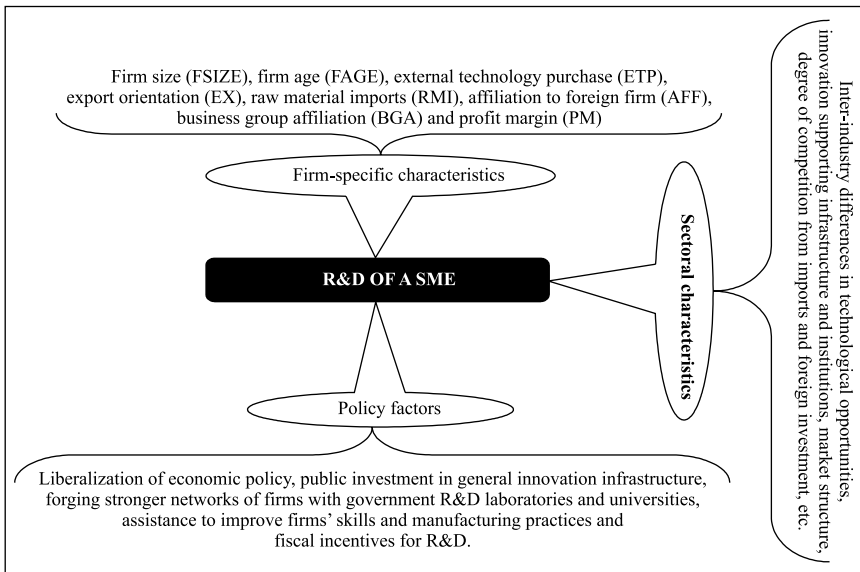 Firm size (FSIZE), firm age (FAGE), external technology purchase (ETP),
export orientation (EX), raw material imports (RMI), affiliation to foreign firm (AFF),
business group affiliation (BGA) and profit margin (PM)
Firm-specific characteristics
R&D OF A SME
Sectoral characteristics
Inter-industry differences in technological opportunities,
innovation supporting infrastructure and institutions, market structure,
degree of competition from imports and foreign investment, etc.
Policy factors
Liberalization of economic policy, public investment in general innovation infrastructure,
forging stronger networks of firms with government R&D laboratories and universities,
assistance to improve firms’ skills and manufacturing practices and
fiscal incentives for R&D.